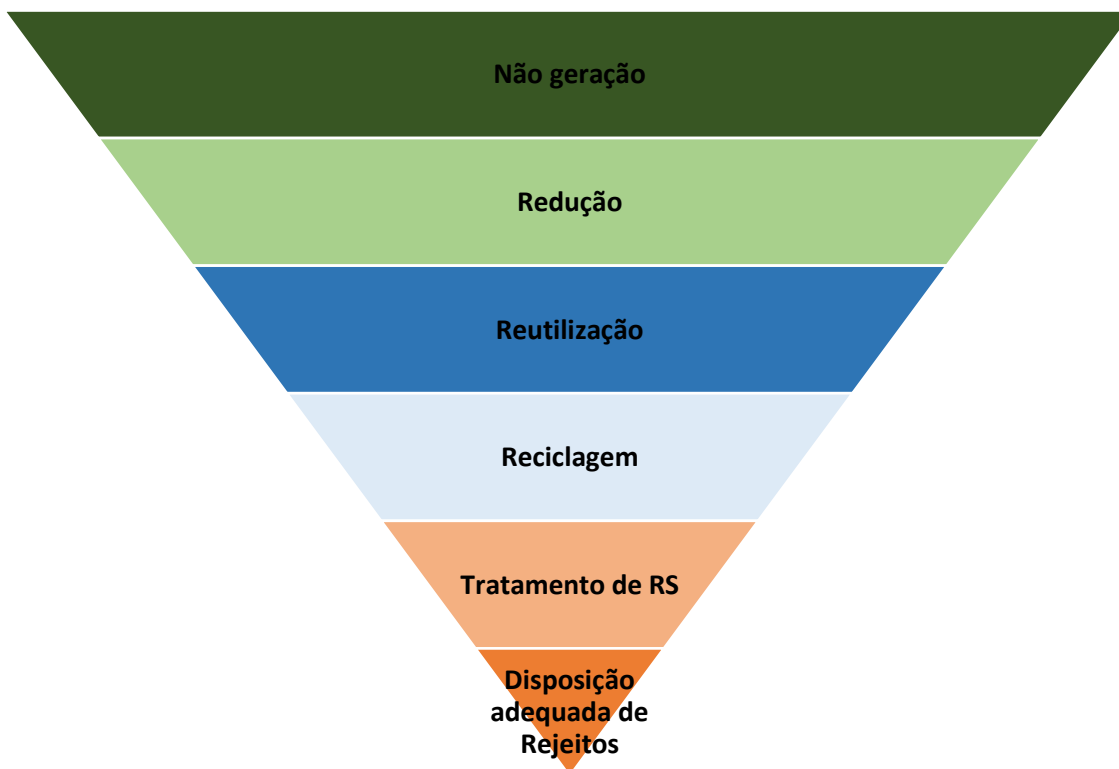 Não geração
Redução
Reutilização
Reciclagem
Tratamento de RS
Disposição
adequada de
Rejeitos